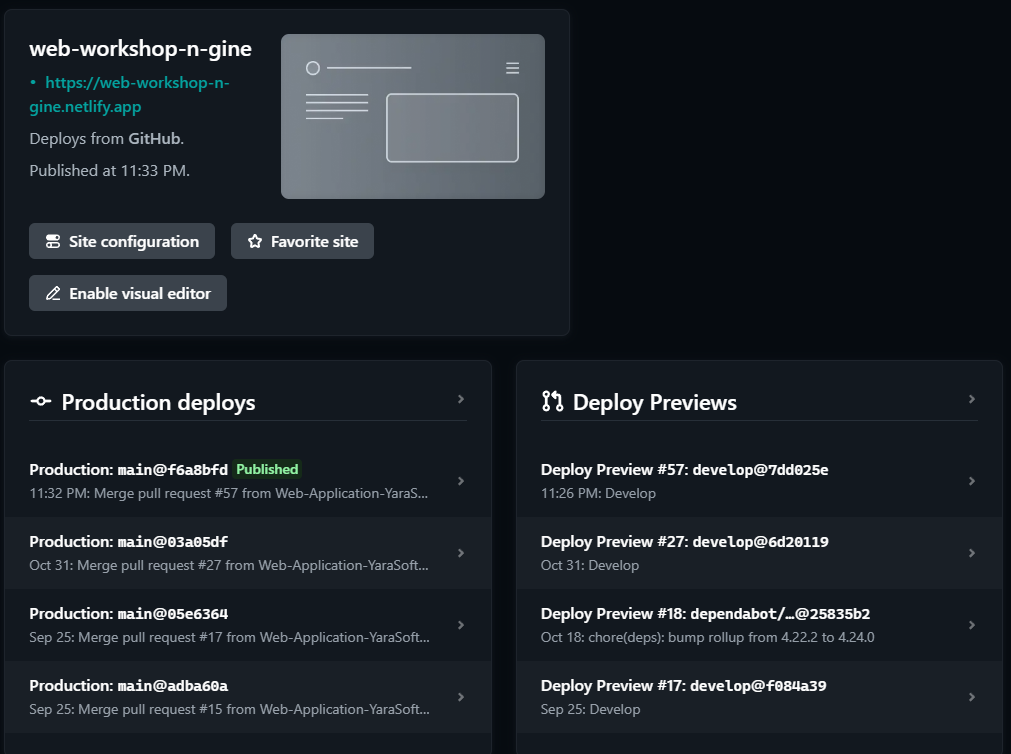 web-workshop-n-gine
• https://web-workshop-n-
gine.netlify.app
Deploys from GitHub.
Published at 11:33 PM.
Site configuration
Favorite site
Enable visual editor
Production deploys
Production: main@f6a8bfd Published
11:32 PM: Merge pull request #57 from Web-Application-YaraS...
Production: main@03a05df
Oct 31: Merge pull request #27 from Web-Application-YaraSoft...
Production: main@05e6364
Sep 25: Merge pull request #17 from Web-Application-YaraSoft...
Production: main@adba60a
Sep 25: Merge pull request #15 from Web-Application-YaraSoft...
Deploy Previews
Deploy Preview #57: develop@7dd025e
11:26 PM: Develop
Deploy Preview #27: develop@6d20119
Oct 31: Develop
Deploy Preview #18: dependabot/…@25835b2
Oct 18: chore(deps): bump rollup from 4.22.2 to 4.24.0
Deploy Preview #17: develop@f084a39
Sep 25: Develop